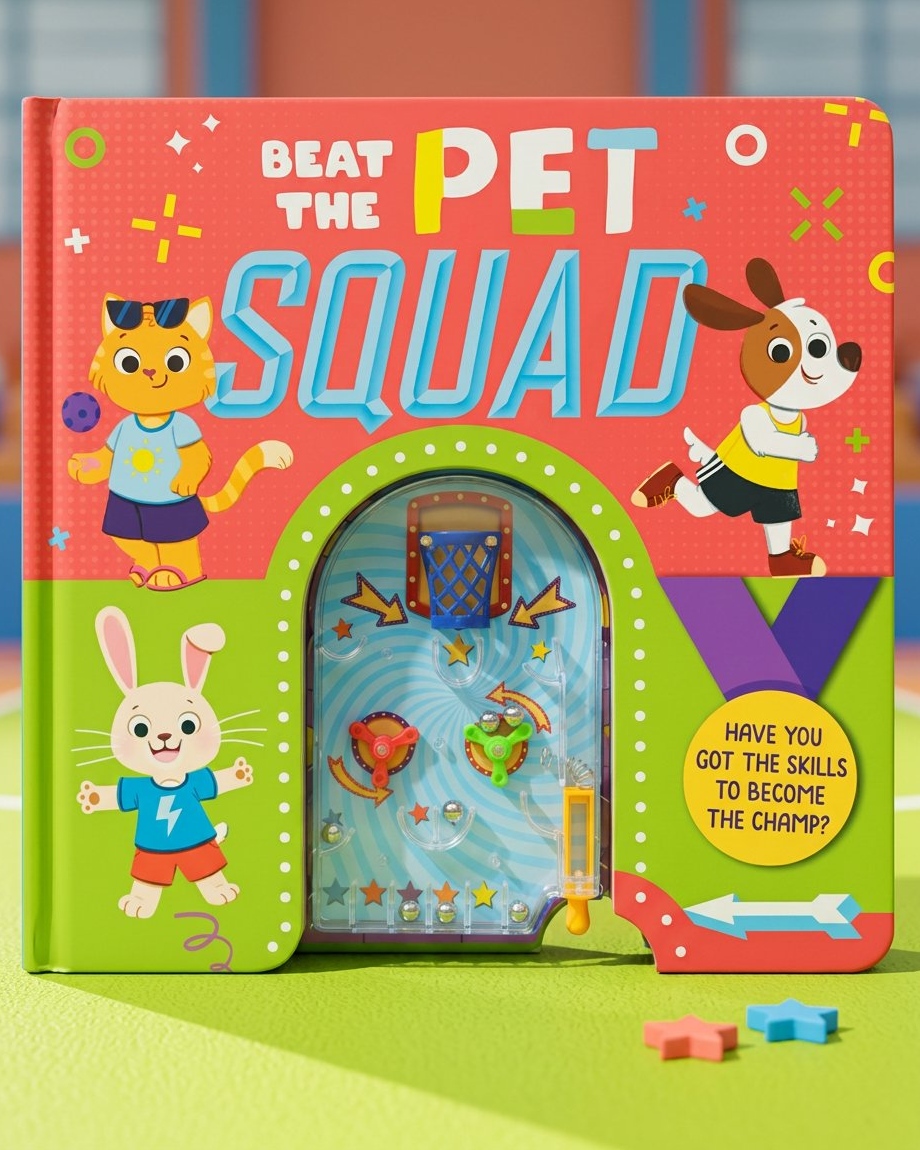 BEAT
THE PET
SQUAD
HAVE YOU
GOT THE SKILLS
TO BECOME
THE CHAMP?